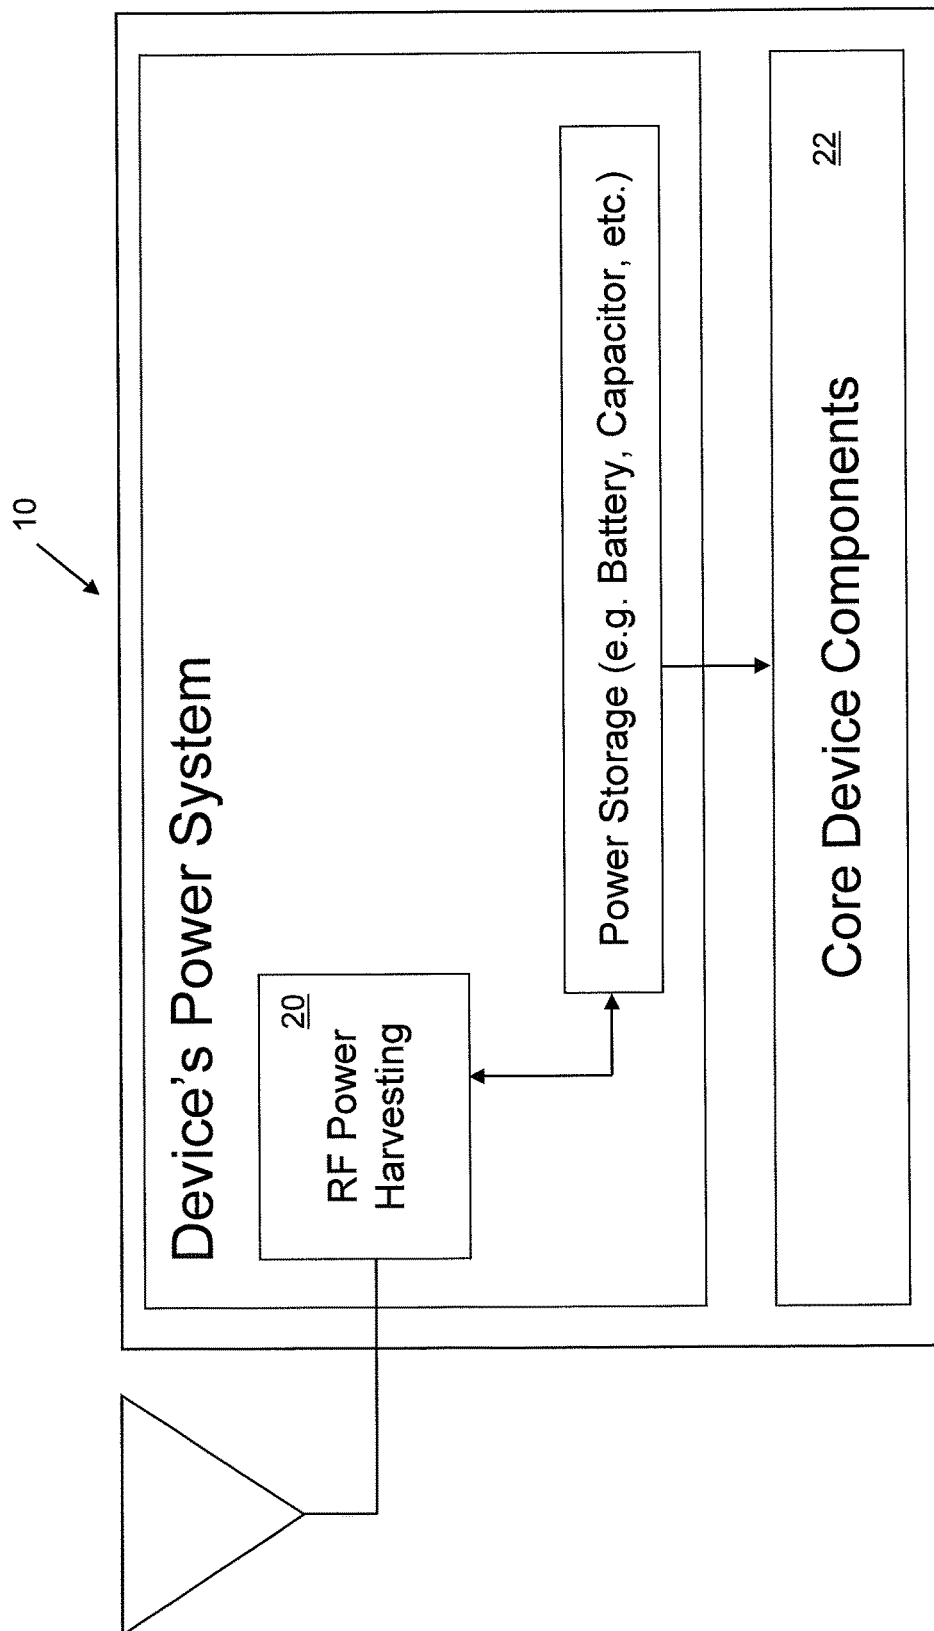 10
Device's Power System
20
RF Power
Harvesting
Power Storage (e.g. Battery, Capacitor, etc.)
22
Core Device Components